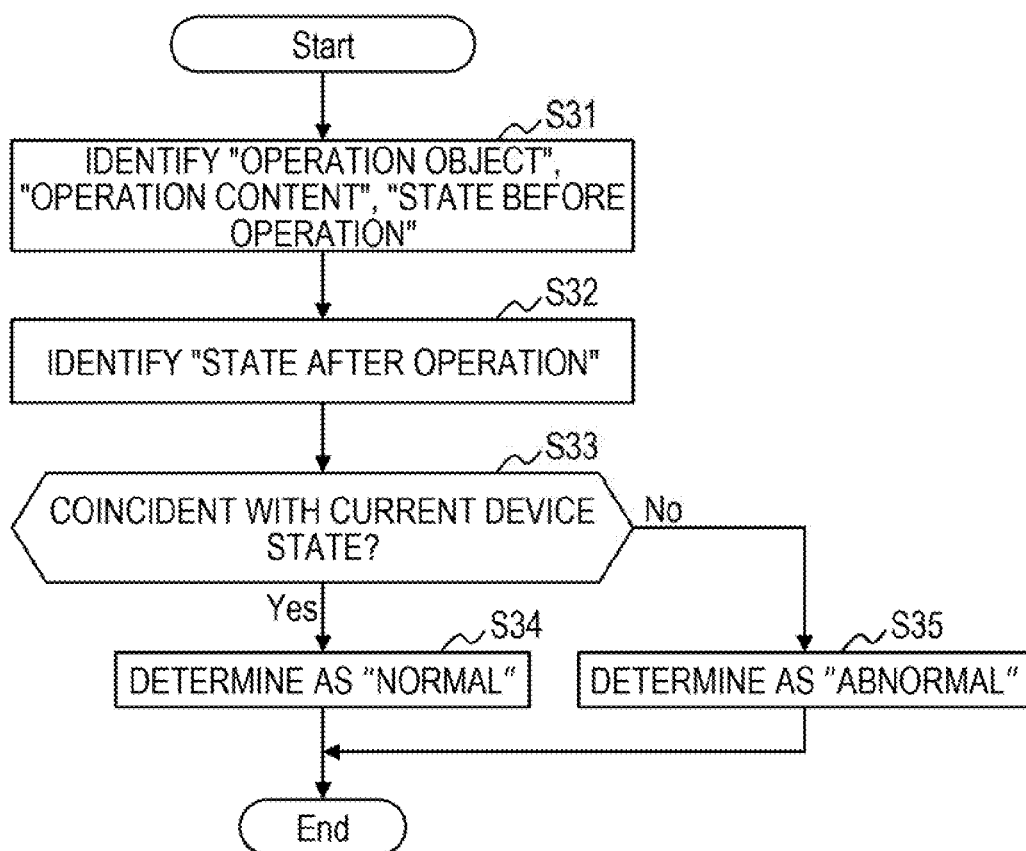 Start
S31
IDENTIFY "OPERATION OBJECT",
"OPERATION CONTENT", "STATE BEFORE
OPERATION"
S32
IDENTIFY "STATE AFTER OPERATION"
S33
COINCIDENT WITH CURRENT DEVICE
STATE?
No
Yes
S34
DETERMINE AS "NORMAL"
S35
DETERMINE AS "ABNORMAL"
End